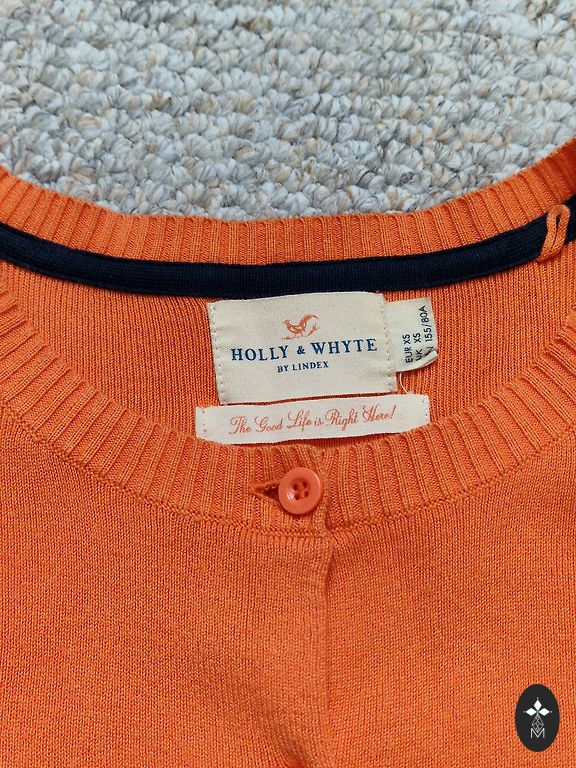 HOLLY & WHYTE
BY LINDEX
EUR XS
UK XS
155/80A
The Good Life is Right Here!